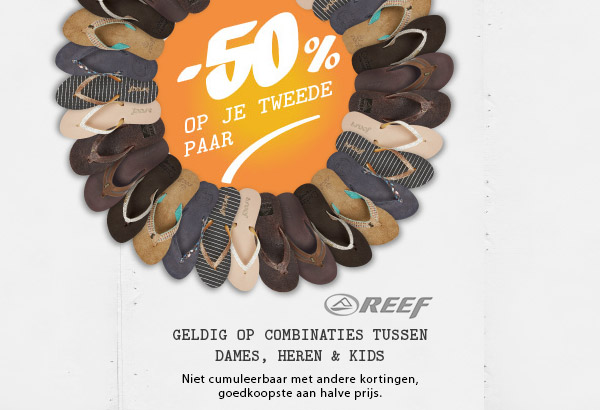 -50%
OP JE TWEEDE
PAAR
REEF
GELDIG OP COMBINATIES TUSSEN
DAMES, HEREN & KIDS
Niet cumuleerbaar met andere kortingen,
goedkoopste aan halve prijs.